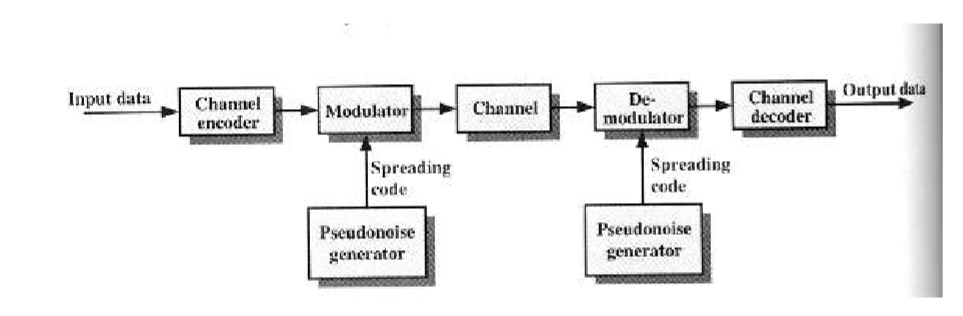 Input data
Channel
encoder
Modulator
Channel
De-
modulator
Channel
decoder
Output data
Spreading
code
Spreading
code
Pseudonoise
generator
Pseudonoise
generator